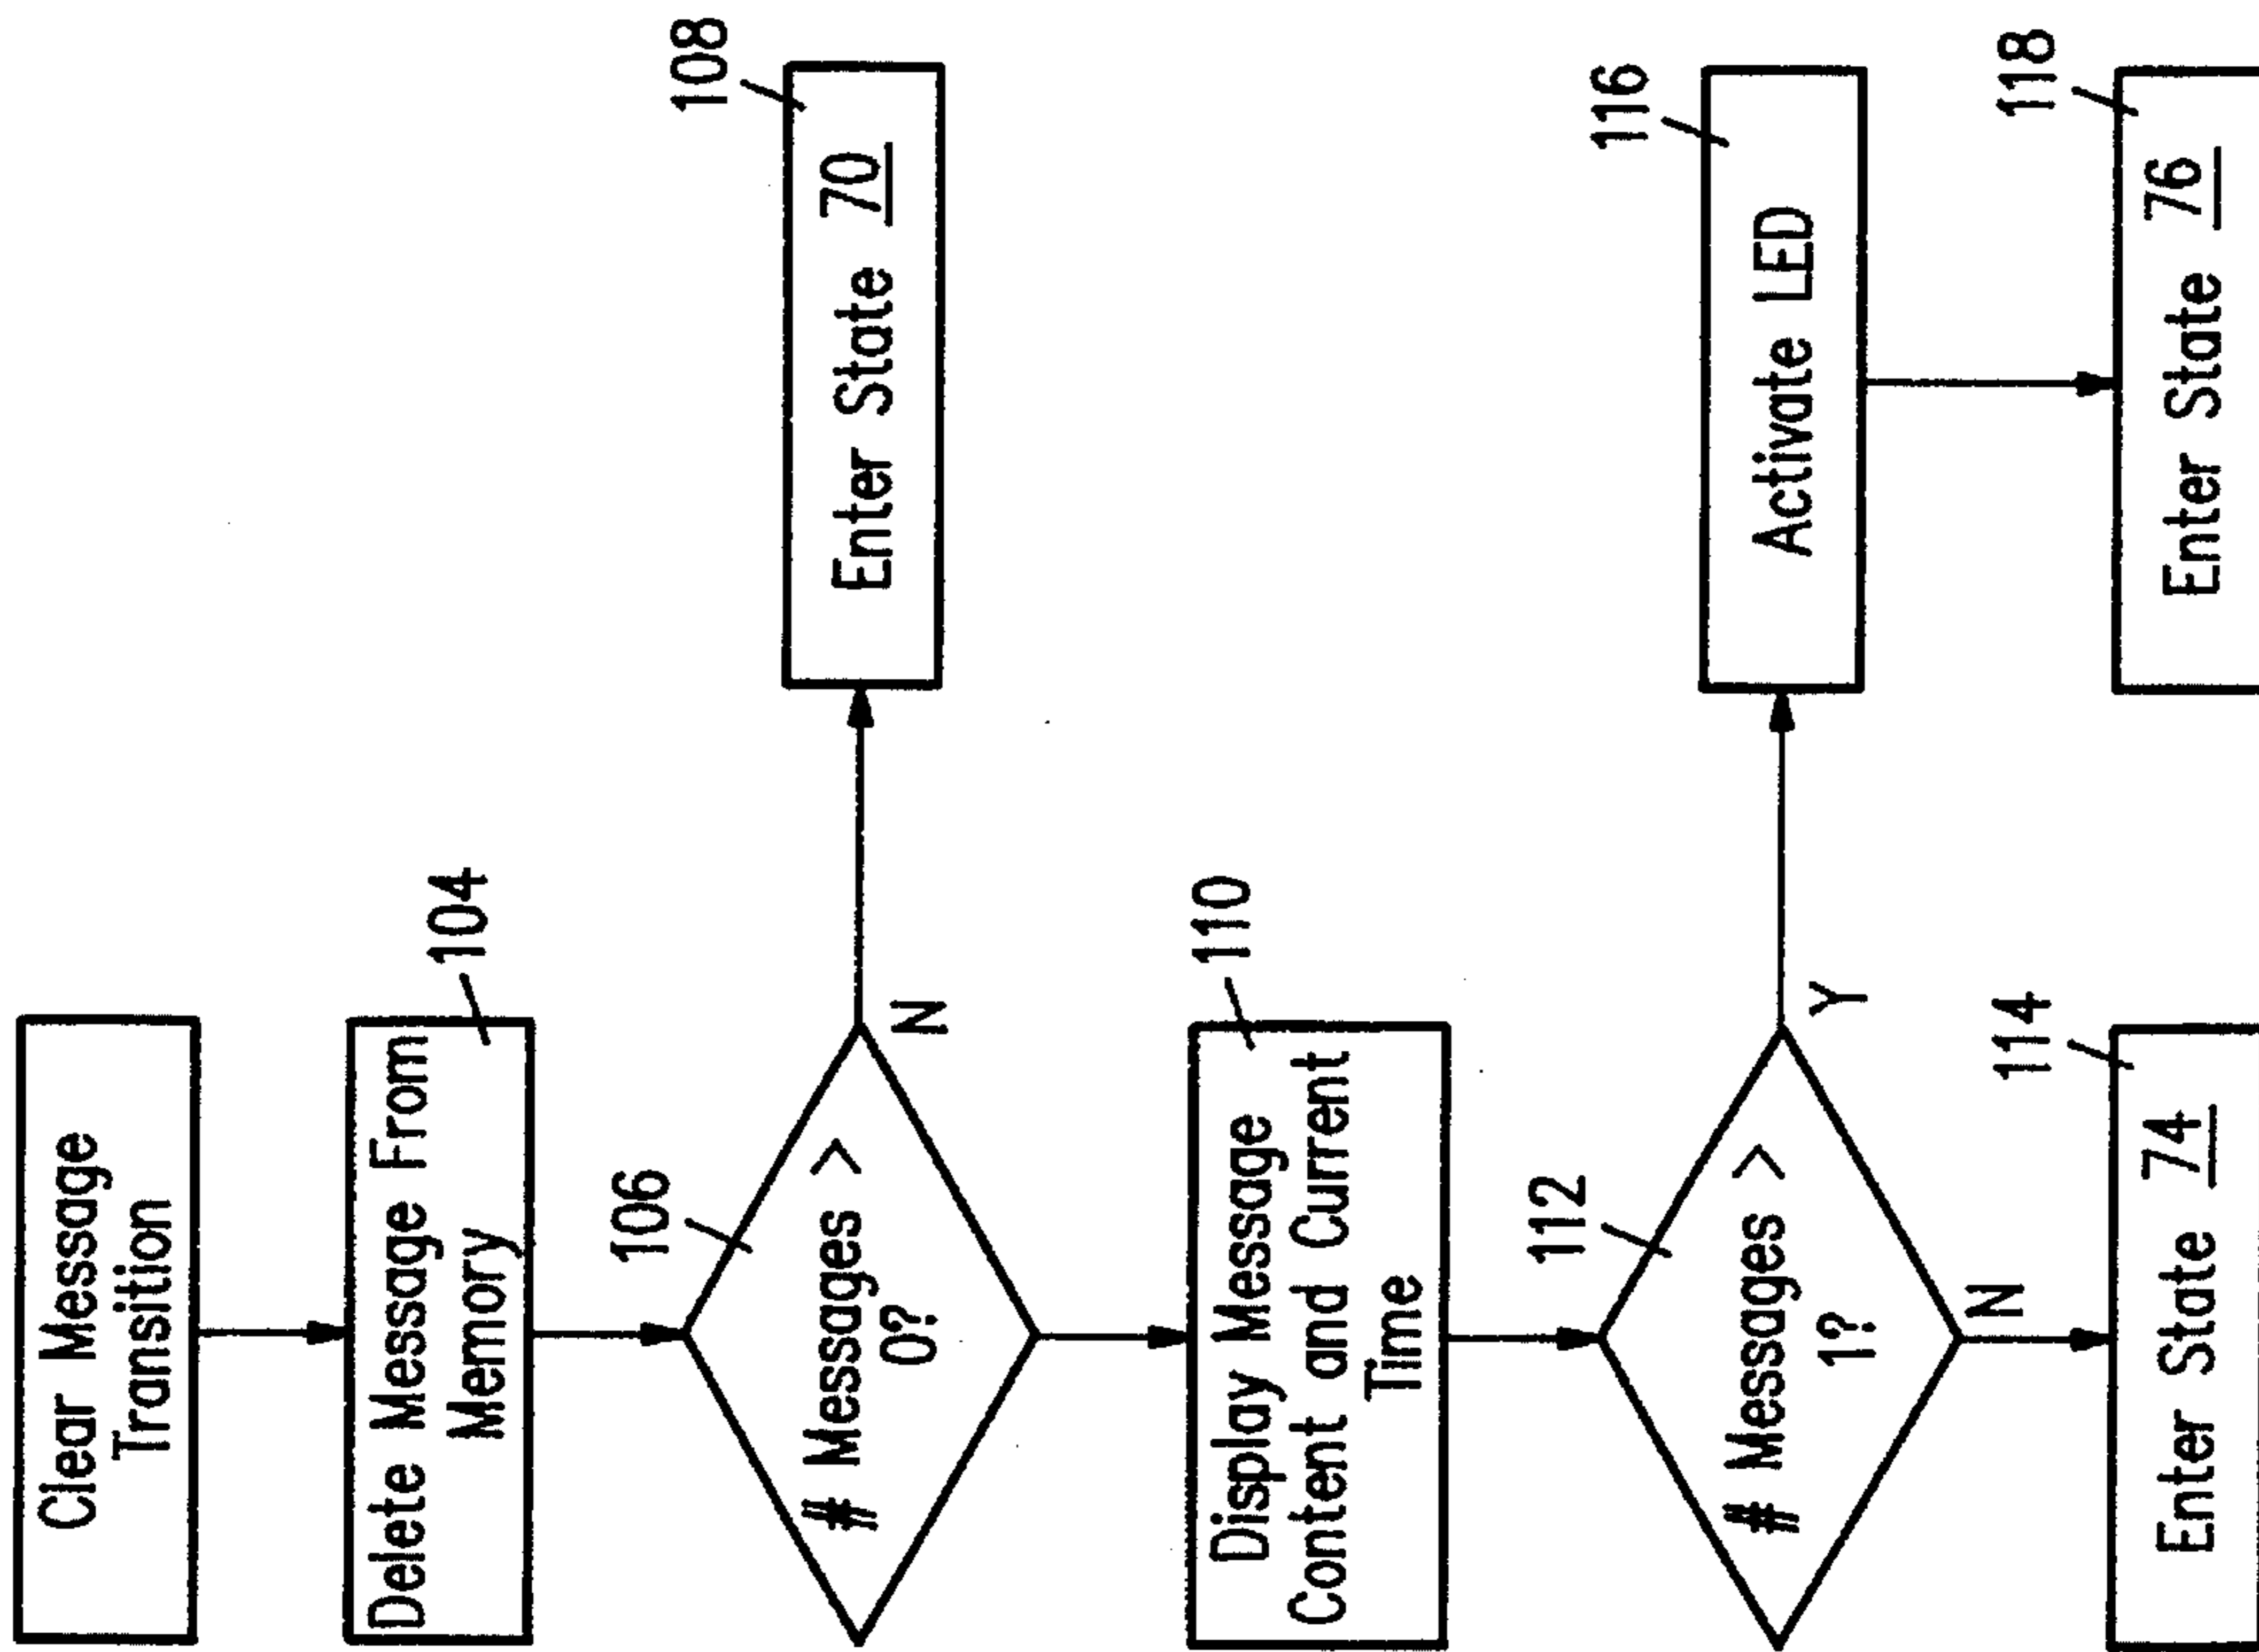 Clear Message
Transition
104
Delete Message From
Memory
106
# Messages >
0?
N
108
Enter State 70
110
Display Message
Content and Current
Time
112
# Messages >
1?
Y
N
116
Activate LED
114
Enter State 74
118
Enter State 76